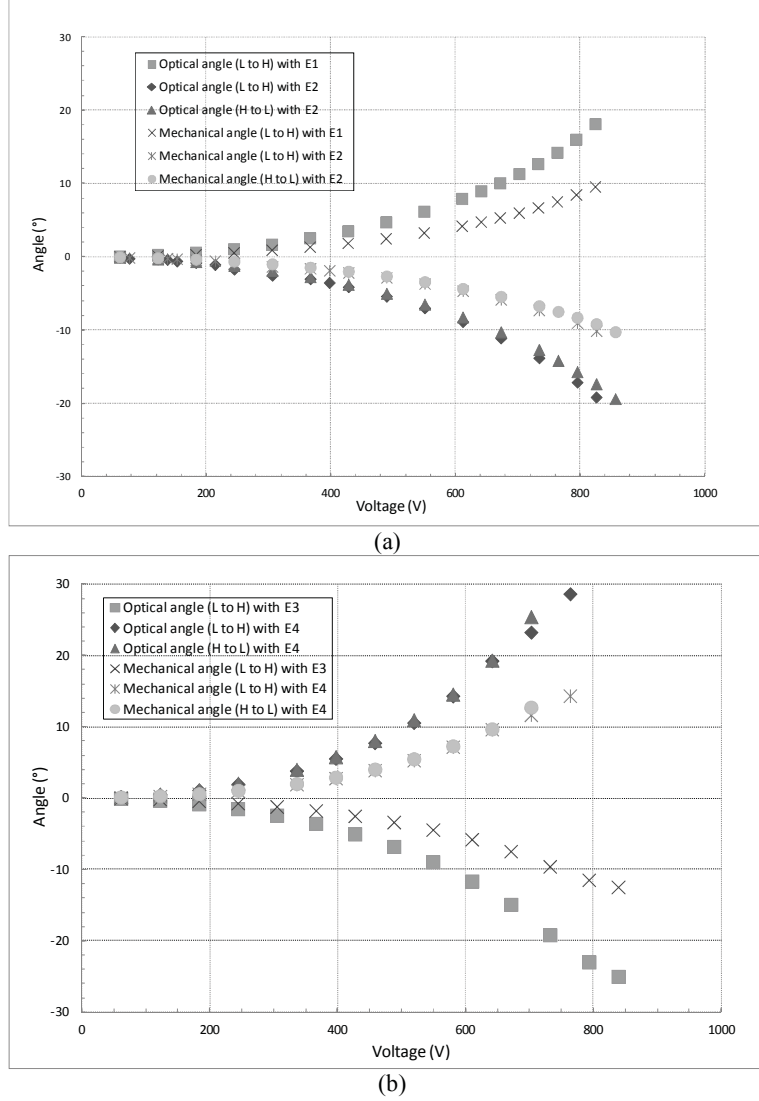 30
20
10
0
-10
-20
-30
0
200
400
600
800
1000
Angle (°)
Voltage (V)
Optical angle (L to H) with E1
Optical angle (L to H) with E2
Optical angle (H to L) with E2
Mechanical angle (L to H) with E1
Mechanical angle (L to H) with E2
Mechanical angle (H to L) with E2
(a)
30
20
10
0
-10
-20
-30
0
200
400
600
800
1000
Angle (°)
Voltage (V)
Optical angle (L to H) with E3
Optical angle (L to H) with E4
Optical angle (H to L) with E4
Mechanical angle (L to H) with E3
Mechanical angle (L to H) with E4
Mechanical angle (H to L) with E4
(b)